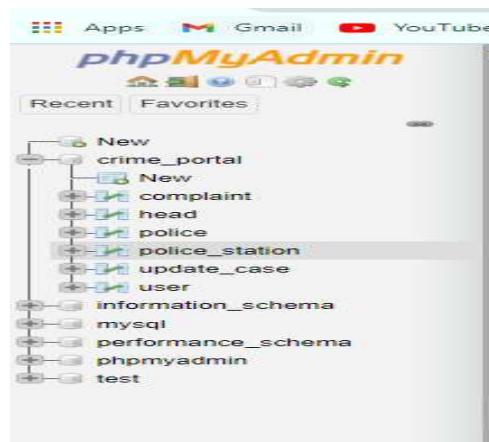 Apps Gmail YouTube
phpMyAdmin
Recent Favorites
New
crime_portal
New
complaint
head
police
police_station
update_case
user
information_schema
mysql
performance_schema
phpmyadmin
test